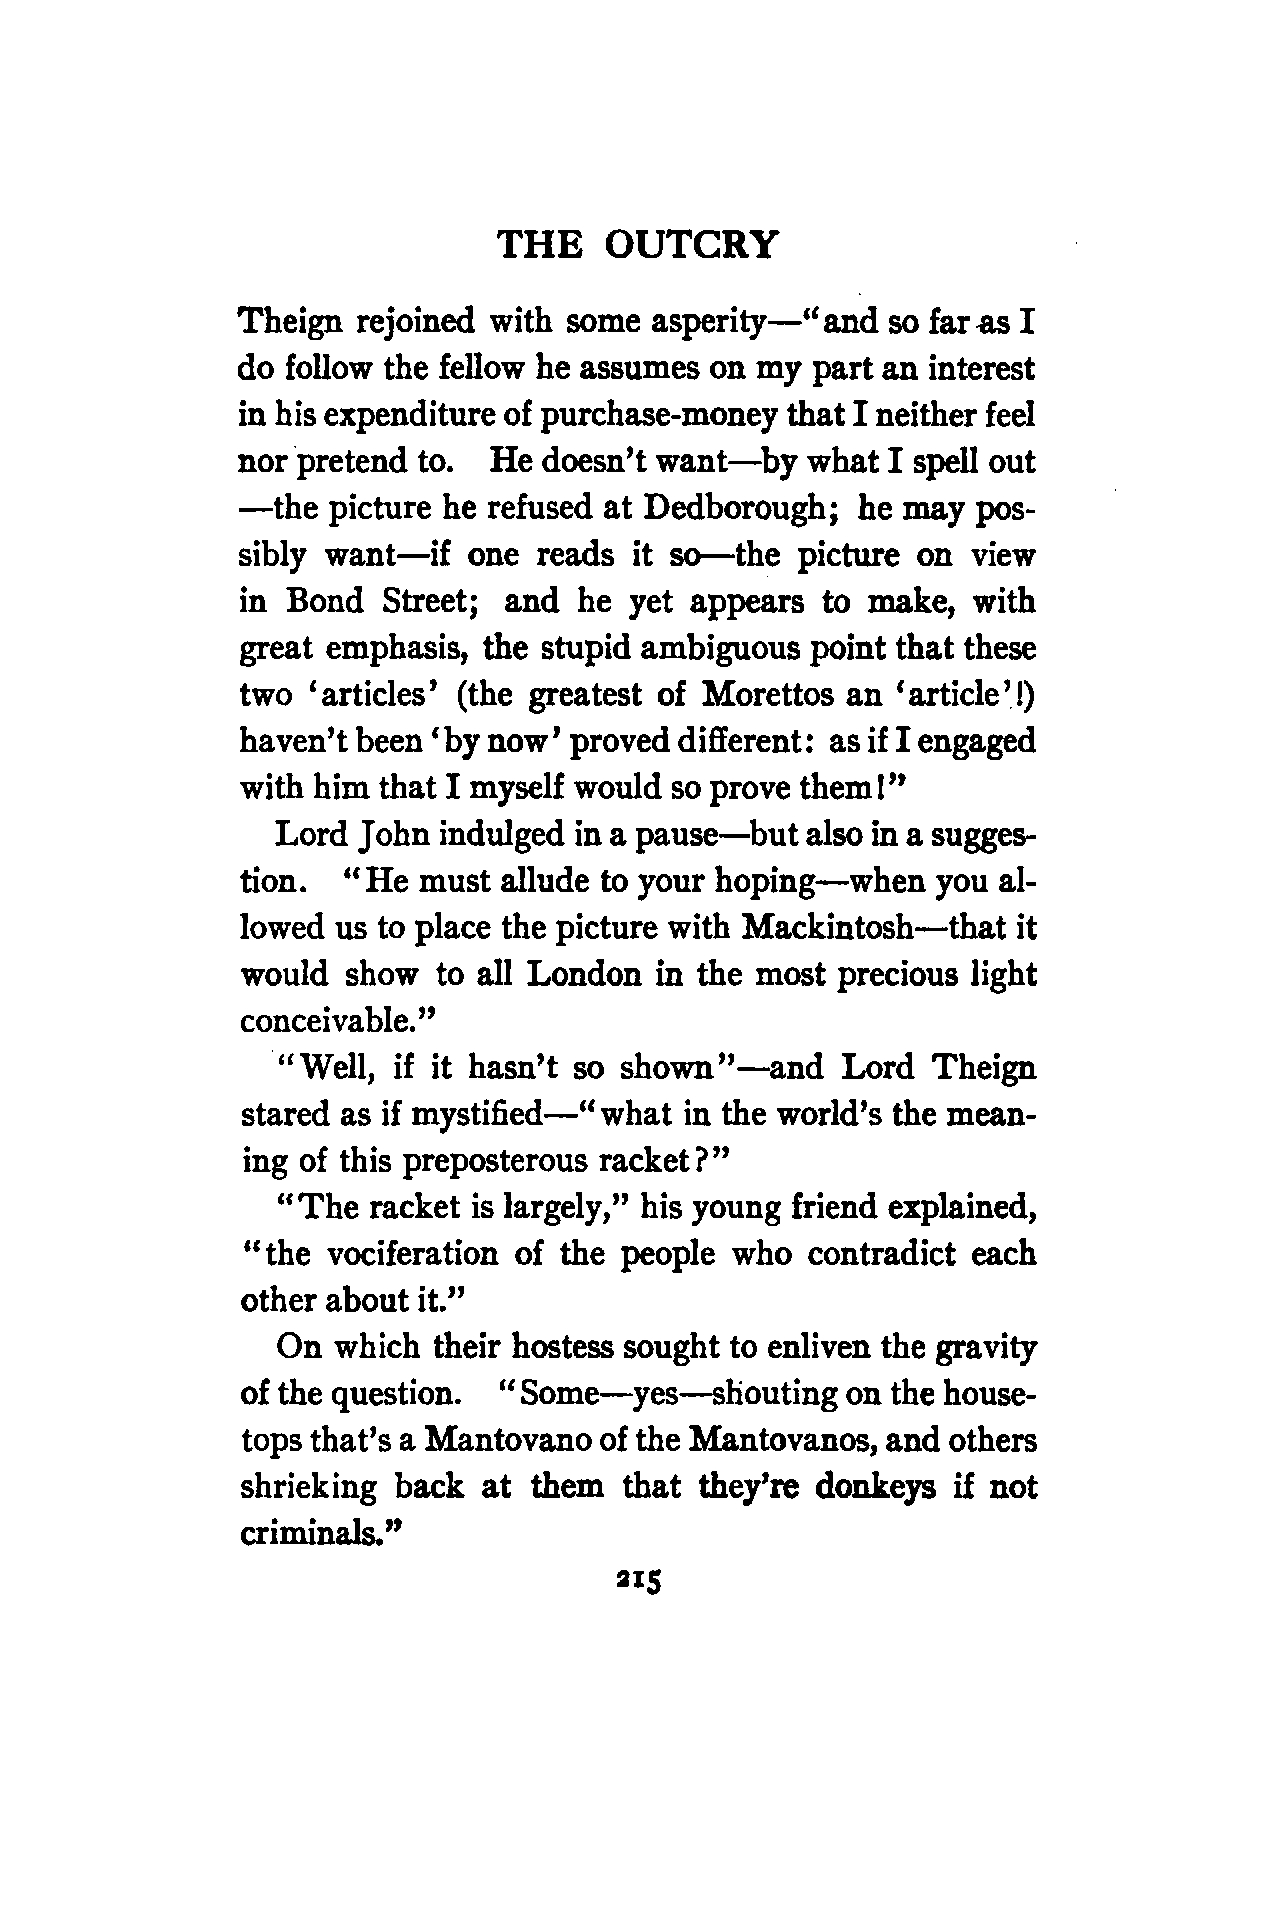 THE OUTCRY
Theign rejoined with some asperity—“and so far as I
do follow the fellow he assumes on my part an interest
in his expenditure of purchase-money that I neither feel
nor pretend to. He doesn’t want—by what I spell out
—the picture he refused at Dedborough; he may pos-
sibly want—if one reads it so—the picture on view
in Bond Street; and he yet appears to make, with
great emphasis, the stupid ambiguous point that these
two ‘articles’ (the greatest of Morettos an ‘article’!)
haven’t been ‘by now’ proved different: as if I engaged
with him that I myself would so prove them!”
Lord John indulged in a pause—but also in a sugges-
tion. “He must allude to your hoping—when you al-
lowed us to place the picture with Mackintosh—that it
would show to all London in the most precious light
conceivable.”
“Well, if it hasn’t so shown”—and Lord Theign
stared as if mystified—“what in the world’s the mean-
ing of this preposterous racket?”
“The racket is largely,” his young friend explained,
“the vociferation of the people who contradict each
other about it.”
On which their hostess sought to enliven the gravity
of the question. “Some—yes—shouting on the house-
tops that’s a Mantovano of the Mantovanos, and others
shrieking back at them that they’re donkeys if not
criminals.”
215